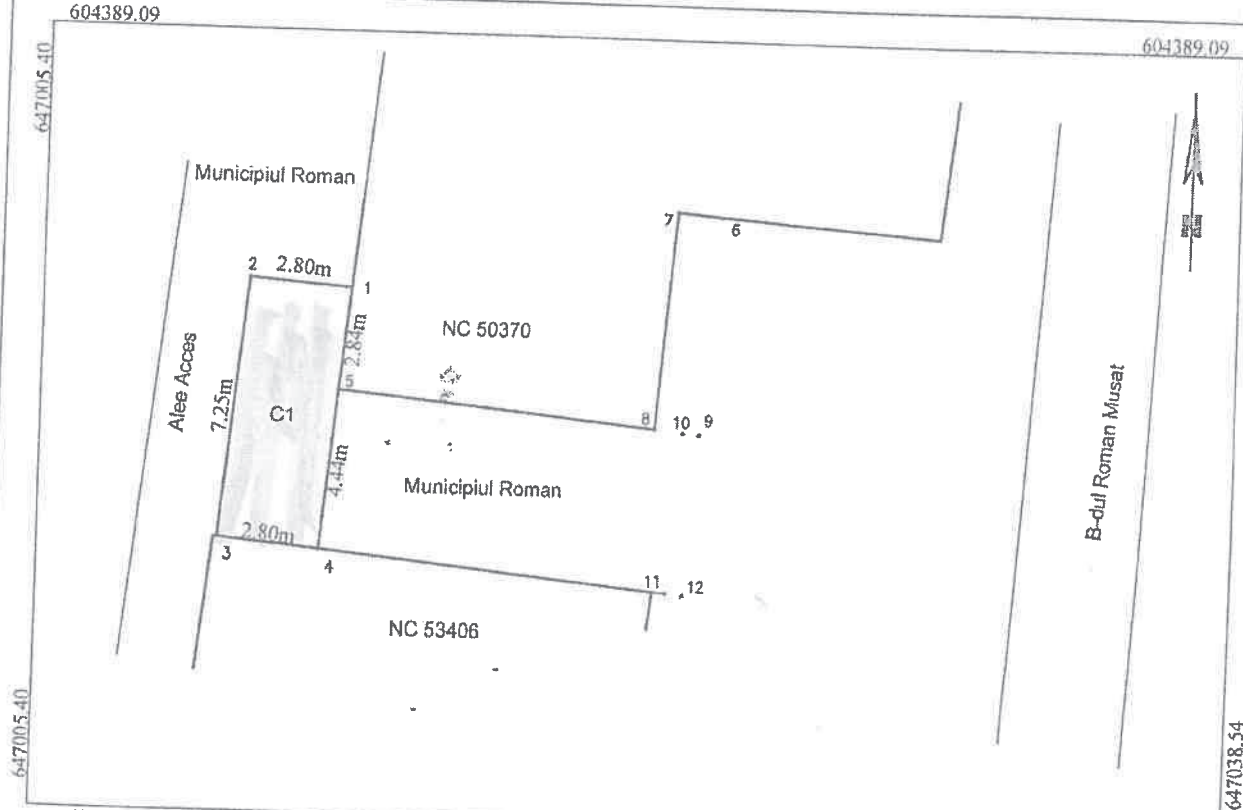 604389.09
604389.09
647005.40
Municipiul Roman
2
2.80m
1
7
6
NC 50370
2.84m
5
Alee Acces
7.25m
C1
8
10
9
B-dul Roman Musat
4.44m
Municipiul Roman
2.80m
3
4
11
12
NC 53406
647005.40
647038.54